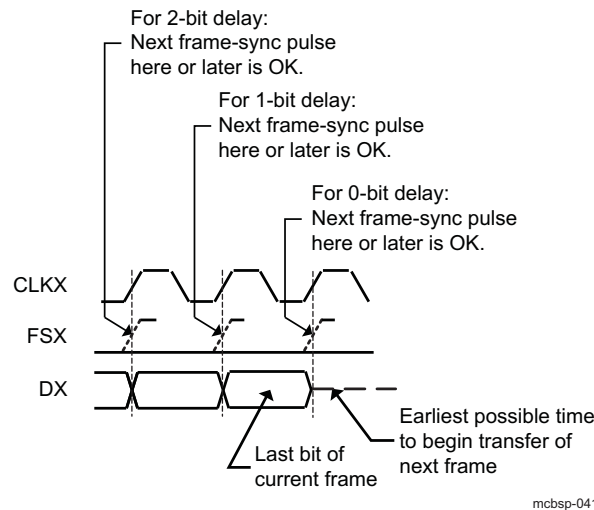 For 2-bit delay:
Next frame-sync pulse
here or later is OK.
For 1-bit delay:
Next frame-sync pulse
here or later is OK.
For 0-bit delay:
Next frame-sync pulse
here or later is OK.
CLKX
FSX
DX
Last bit of
current frame
Earliest possible time
to begin transfer of
next frame
mcbsp-041